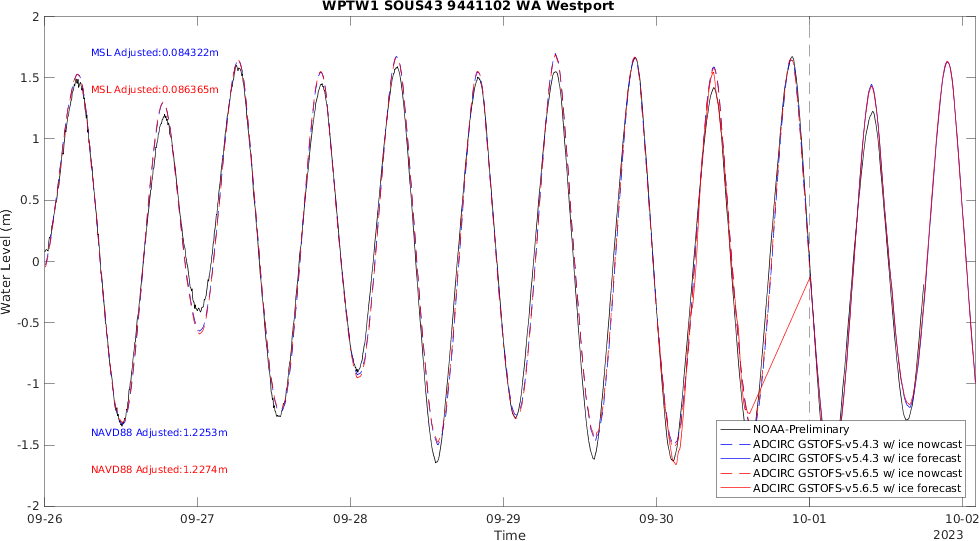 WPTW1 SOUS43 9441102 WA Westport
2
1.5
1
0.5
0
-0.5
-1
-1.5
-2
Water Level (m)
MSL Adjusted:0.084322m
MSL Adjusted:0.086365m
NAVD88 Adjusted:1.2253m
NAVD88 Adjusted:1.2274m
NOAA-Preliminary
ADCIRC GSTOFS-v5.4.3 w/ ice nowcast
ADCIRC GSTOFS-v5.4.3 w/ ice forecast
ADCIRC GSTOFS-v5.6.5 w/ ice nowcast
ADCIRC GSTOFS-v5.6.5 w/ ice forecast
09-26 09-27 09-28 09-29 09-30 10-01 10-02
Time
2023